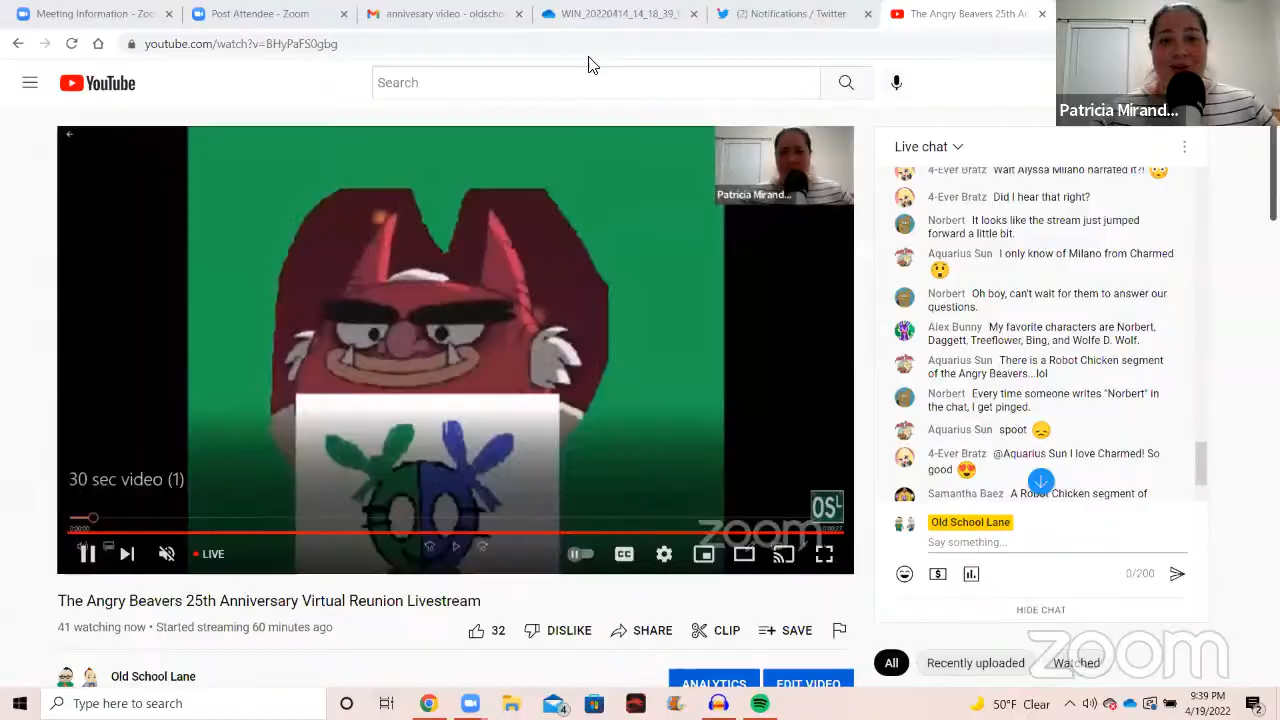 Meeting Information - Zoom
Post Attendee - Zoom
annivesary video - oldscho
WIN_20220414_14_18_39_
(2) Notifications / Twitter
The Angry Beavers 25th An
youtube.com/watch?v=BHyPaFS0gbg
Patricia Mirand...
YouTube
Search
Patricia Mirand...
30 sec video (1)
OSL
zoom
LIVE
CC
The Angry Beavers 25th Anniversary Virtual Reunion Livestream
41 watching now • Started streaming 60 minutes ago
32
DISLIKE
SHARE
CLIP
SAVE
Old School Lane
ANALYTICS
EDIT VIDEO
Live chat
4-Ever Bratz Wait Alyssa Milano narrated it?!
4-Ever Bratz Did I hear that right?
Norbert It looks like the stream just jumped
forward a little bit.
Aquarius Sun I only know of Milano from Charmed
Norbert Oh boy, can't wait for them to answer our
questions.
Alex Bunny My favorite characters are Norbert,
Daggett, Treeflower, Bing, and Wolfe D. Wolf.
Aquarius Sun There is a Robot Chicken segment
of the Angry Beavers...lol
Norbert Every time someone writes "Norbert" in
the chat, I get pinged.
Aquarius Sun spoot
4-Ever Bratz @Aquarius Sun I love Charmed! So
good
Samantha Baez A Robot Chicken segment of
Old School Lane
Say something...
0/200
HIDE CHAT
zoom
All
Recently uploaded
Watched
Type here to search
4
50°F Clear
9:39 PM
4/19/2022
2